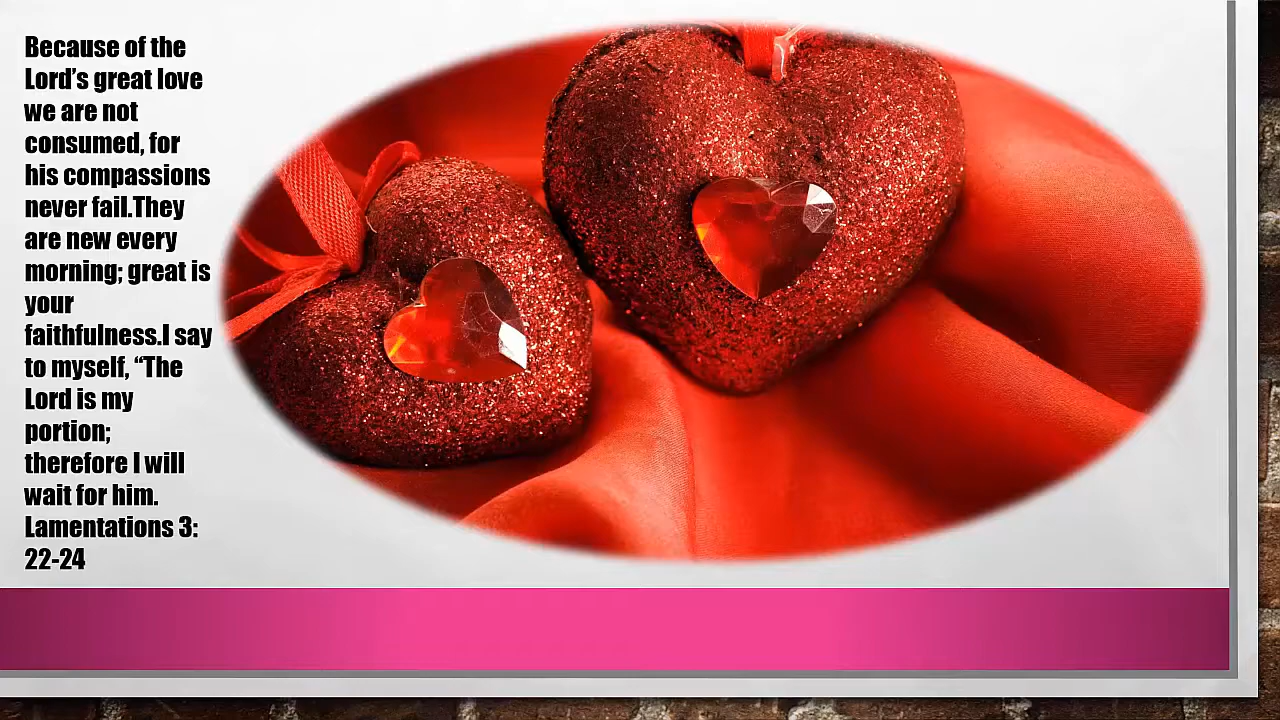 Because of the
Lord’s great love
we are not
consumed, for
his compassions
never fail.They
are new every
morning; great is
your
faithfulness.I say
to myself, “The
Lord is my
portion;
therefore I will
wait for him.
Lamentations 3:
22-24